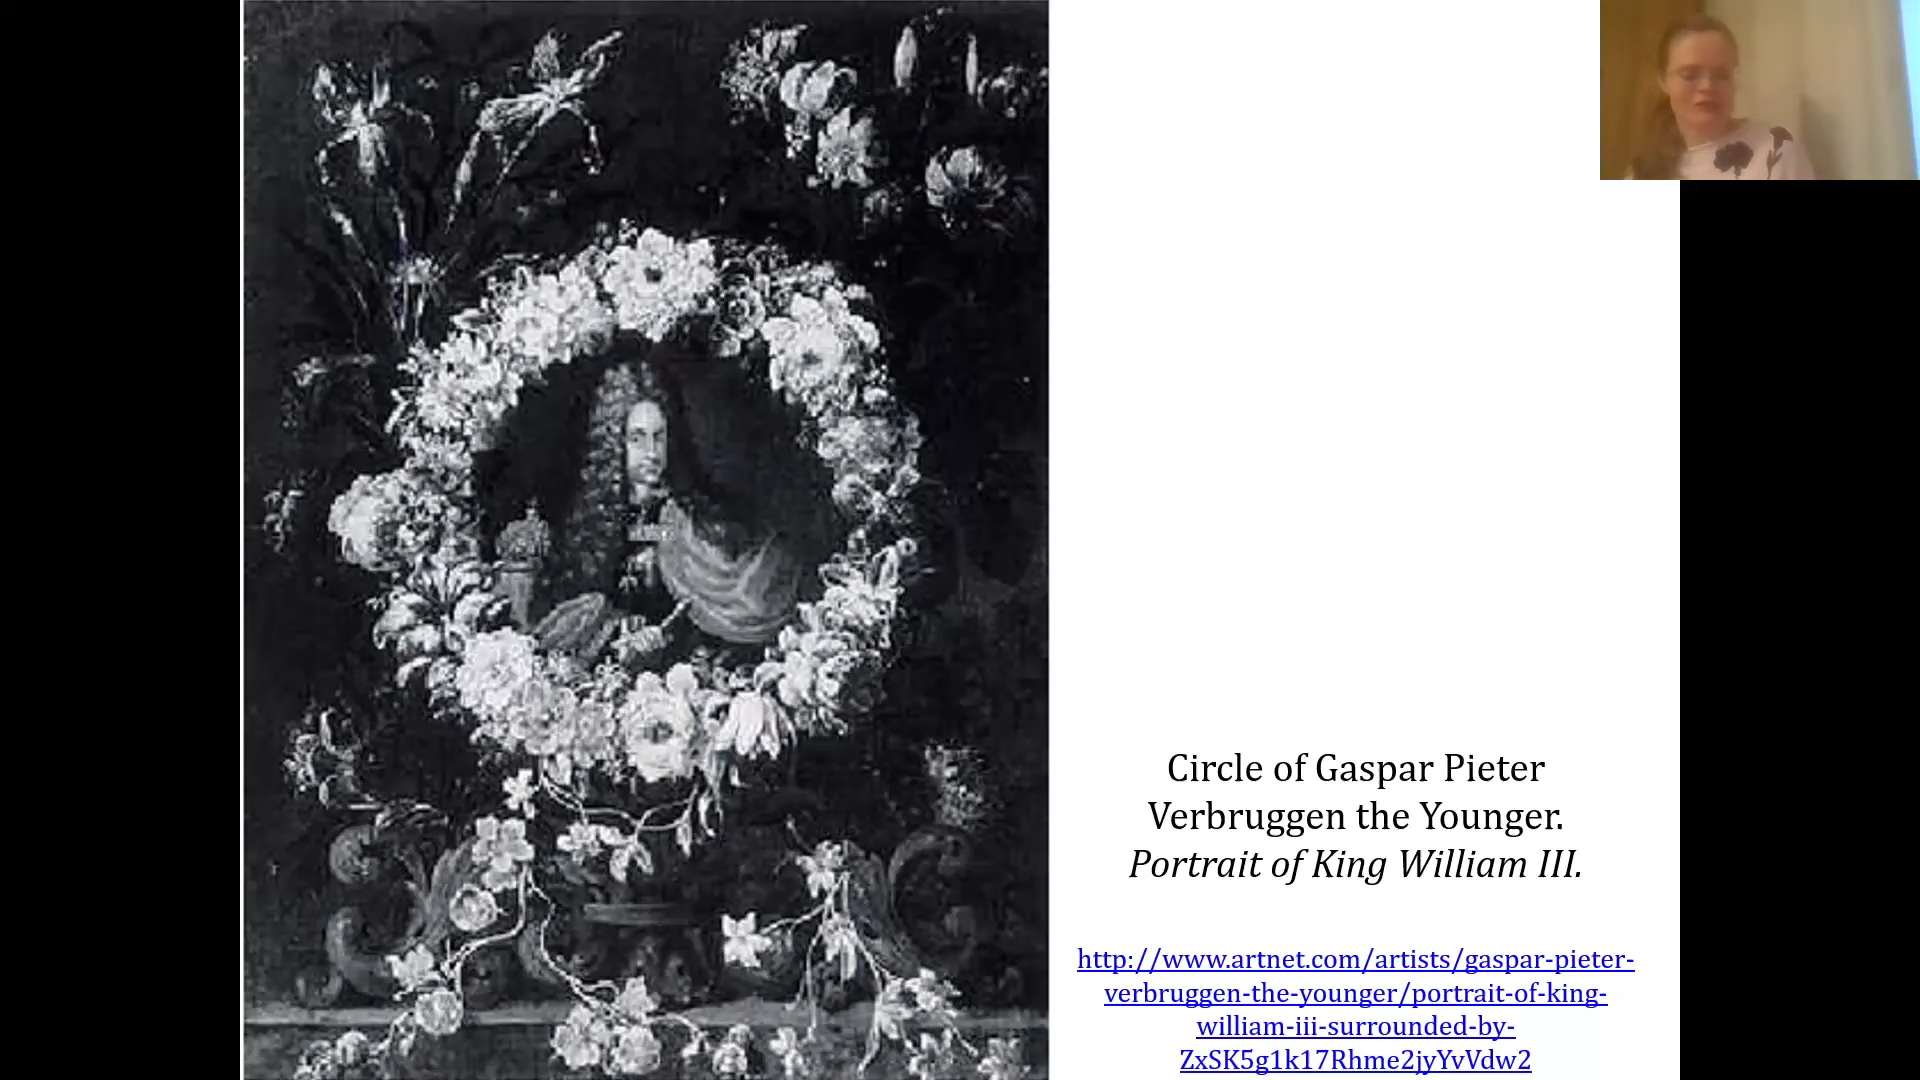 Circle of Gaspar Pieter
Verbruggen the Younger.
Portrait of King William III.
http://www.artnet.com/artists/gaspar-pieter-
verbruggen-the-younger/portrait-of-king-
william-iii-surrounded-by-
ZxSK5g1k17Rhme2jyYvVdw2